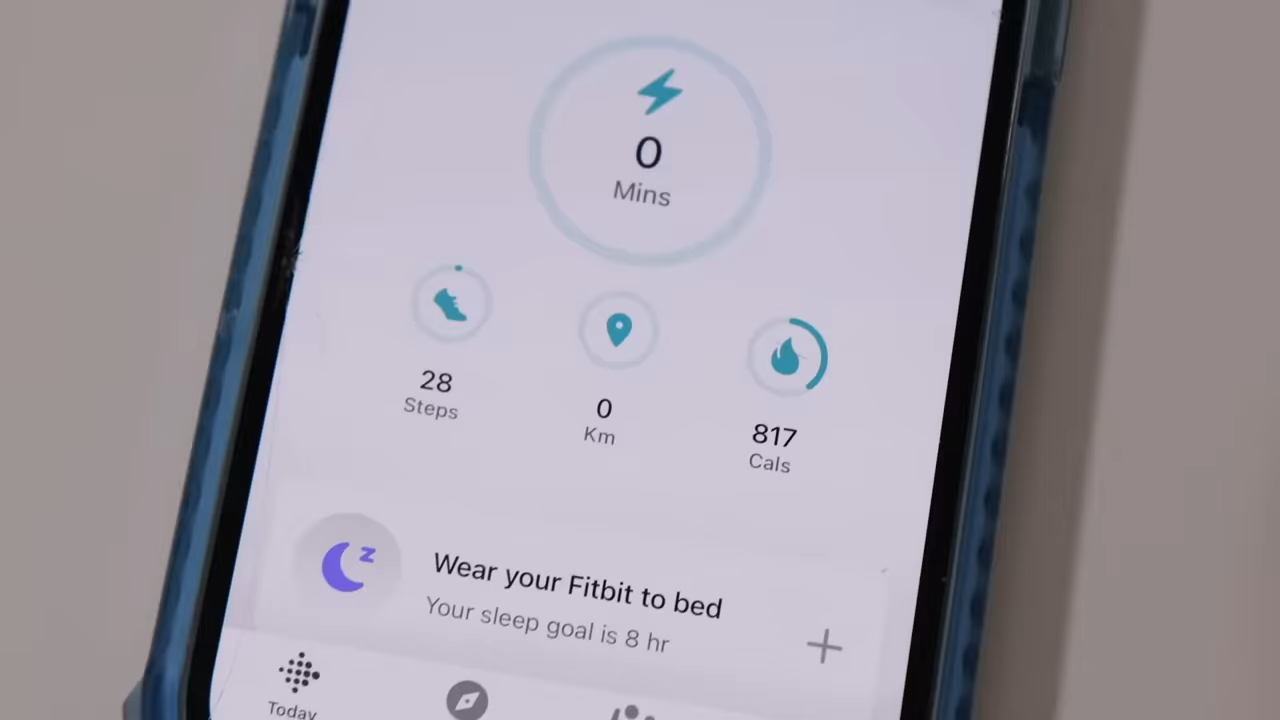 0
Mins
28
Steps
0
Km
817
Cals
Wear your Fitbit to bed
Your sleep goal is 8 hr
Today